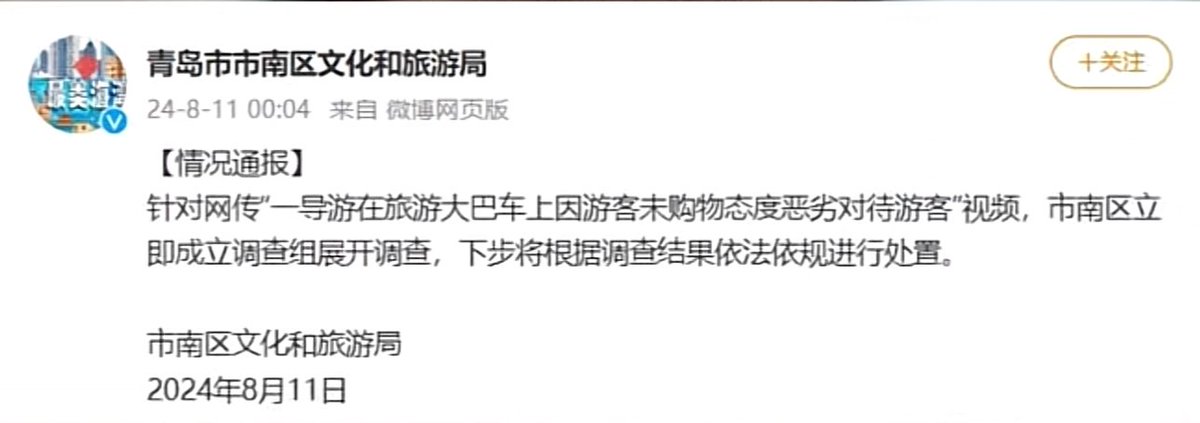 青岛市市南区文化和旅游局
+关注
24-8-11 00:04 来自 微博网页版
【情况通报】
针对网传“一导游在旅游大巴车上因游客未购物态度恶劣对待游客”视频，市南区立
即成立调查组展开调查，下步将根据调查结果依法依规进行处置。
市南区文化和旅游局
2024年8月11日